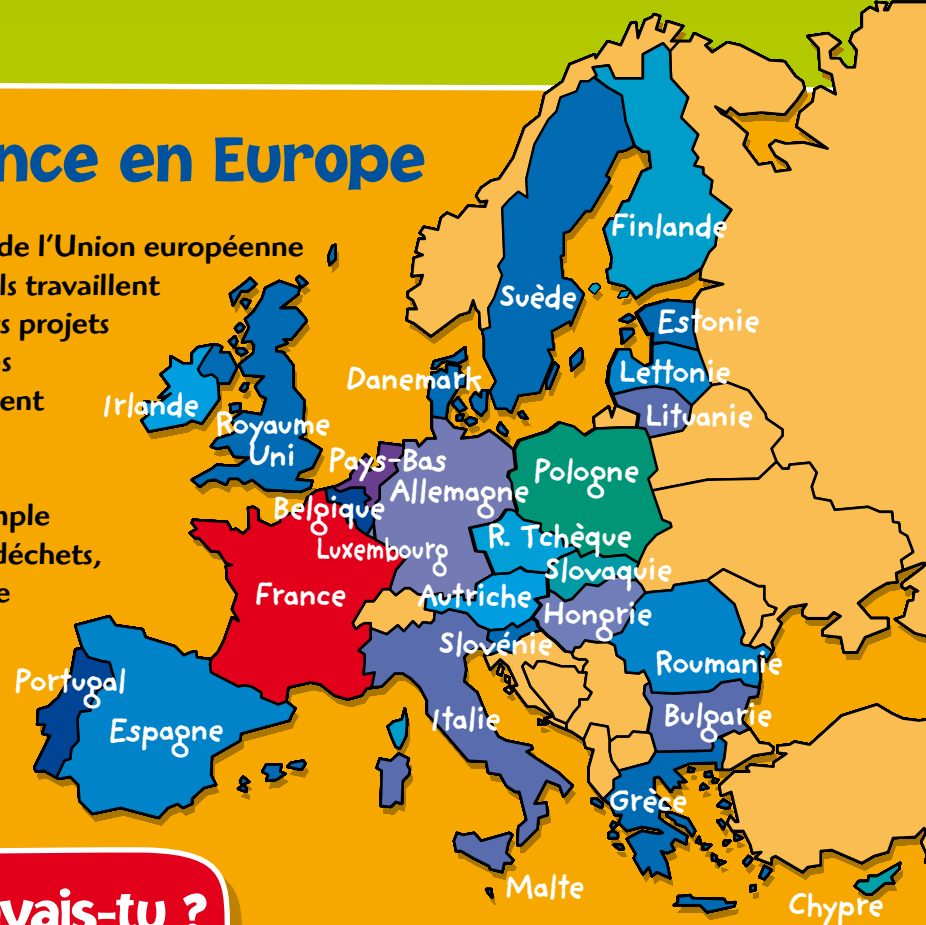 nce en Europe
de l'Union européenne
ls travaillent
s projets
s
ent
mple
déchets,
e
Finlande
Suède
Estonie
Lettonie
Lituanie
Danemark
Irlande
Royaume
Uni
Pays-Bas
Allemagne
Pologne
Belgique
Luxembourg
R. Tchèque
Slovaquie
France
Autriche
Hongrie
Slovénie
Roumanie
Portugal
Espagne
Italie
Bulgarie
Grèce
Malte
Chypre
vais-tu ?